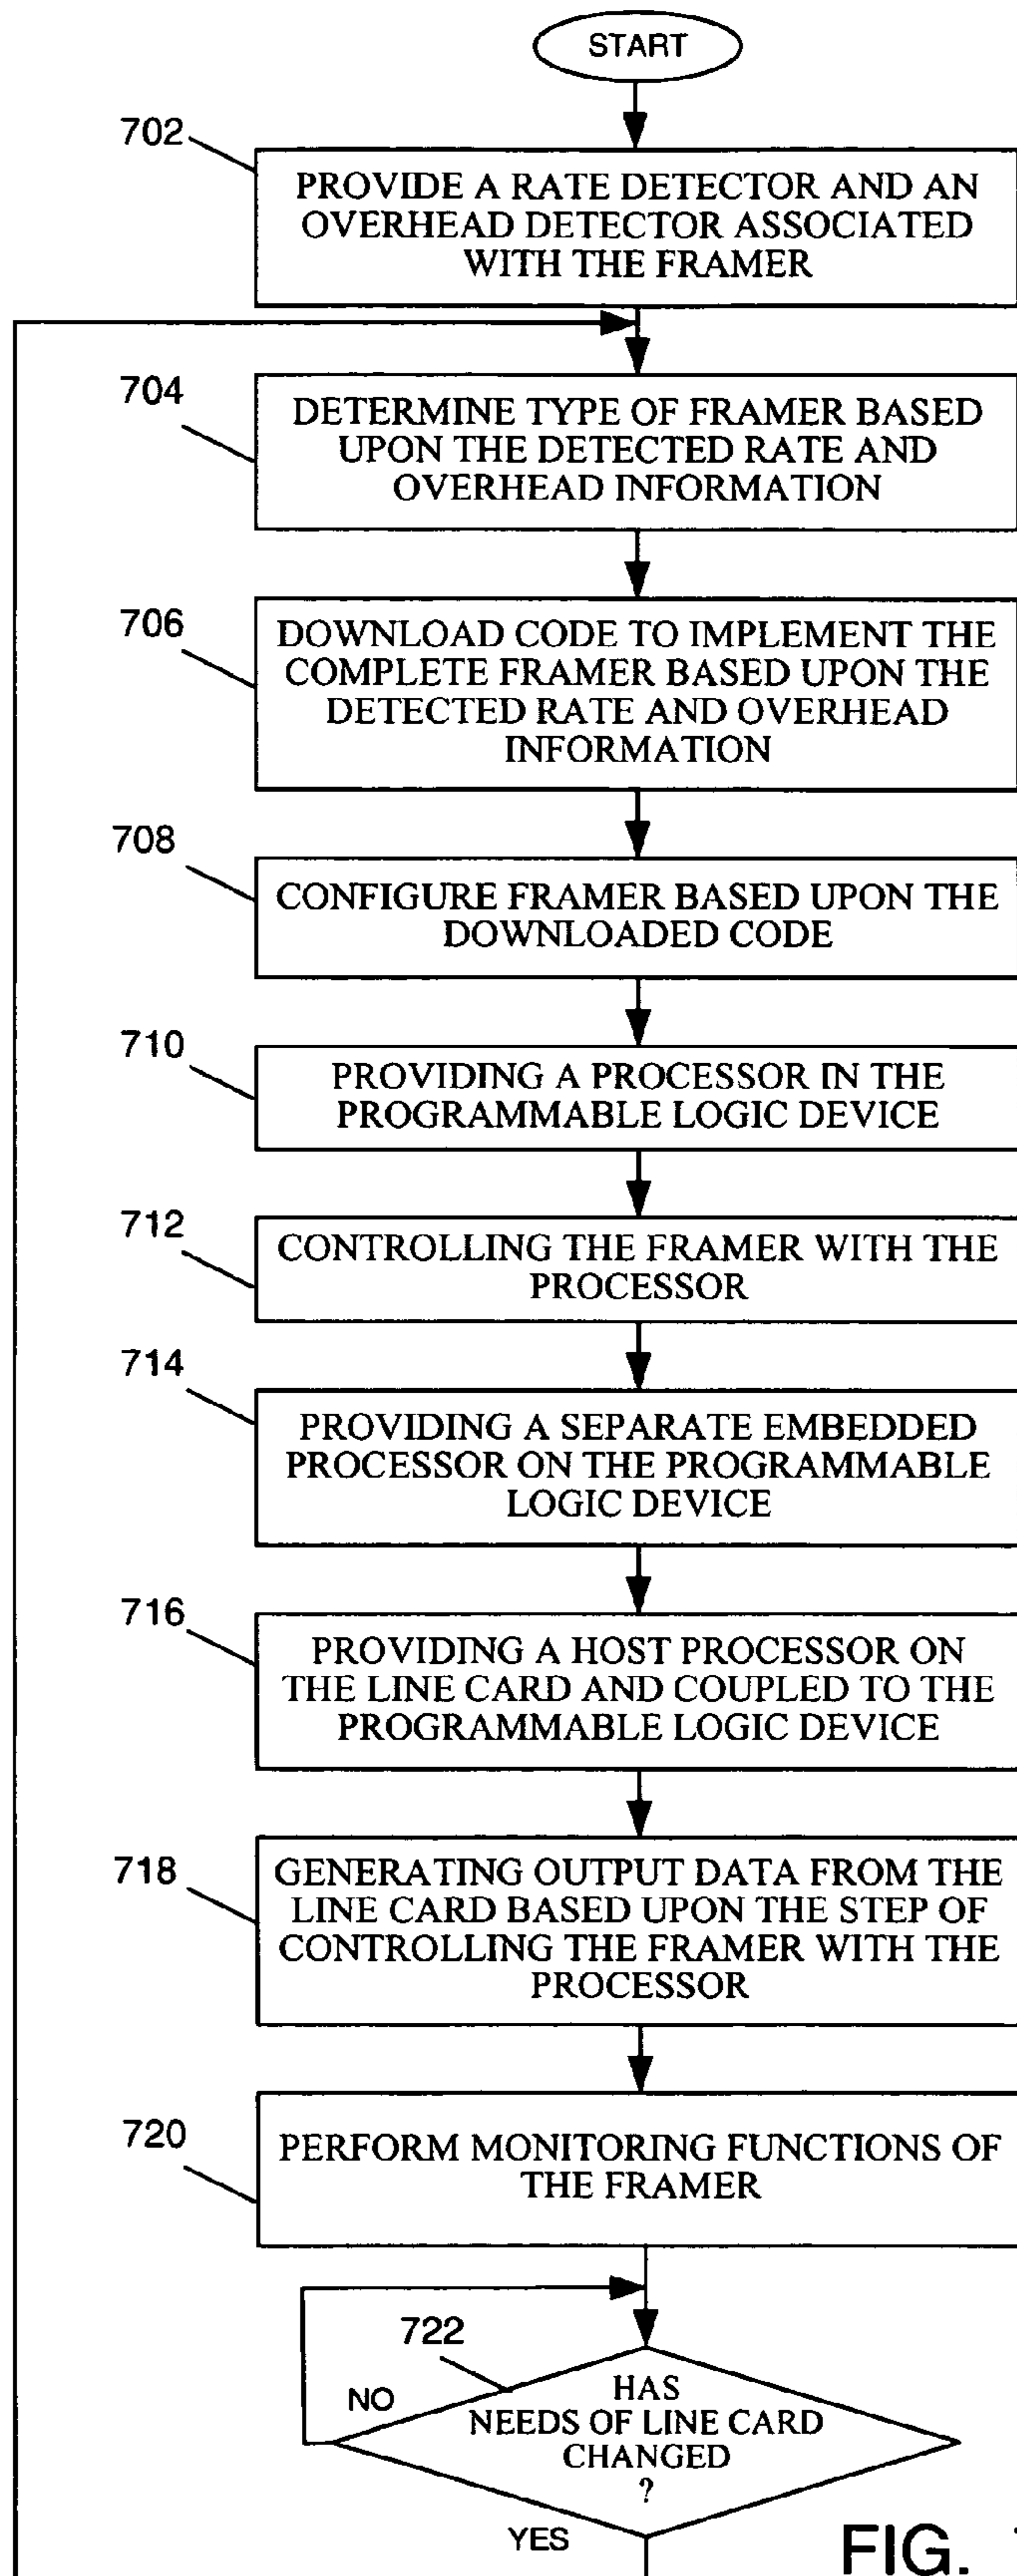 START
702
PROVIDE A RATE DETECTOR AND AN
OVERHEAD DETECTOR ASSOCIATED
WITH THE FRAMER
704
DETERMINE TYPE OF FRAMER BASED
UPON THE DETECTED RATE AND
OVERHEAD INFORMATION
706
DOWNLOAD CODE TO IMPLEMENT THE
COMPLETE FRAMER BASED UPON THE
DETECTED RATE AND OVERHEAD
INFORMATION
708
CONFIGURE FRAMER BASED UPON THE
DOWNLOADED CODE
710
PROVIDING A PROCESSOR IN THE
PROGRAMMABLE LOGIC DEVICE
712
CONTROLLING THE FRAMER WITH THE
PROCESSOR
714
PROVIDING A SEPARATE EMBEDDED
PROCESSOR ON THE PROGRAMMABLE
LOGIC DEVICE
716
PROVIDING A HOST PROCESSOR ON
THE LINE CARD AND COUPLED TO THE
PROGRAMMABLE LOGIC DEVICE
718
GENERATING OUTPUT DATA FROM THE
LINE CARD BASED UPON THE STEP OF
CONTROLLING THE FRAMER WITH THE
PROCESSOR
720
PERFORM MONITORING FUNCTIONS OF
THE FRAMER
722
NO
HAS
NEEDS OF LINE CARD
CHANGED
?
YES
FIG.